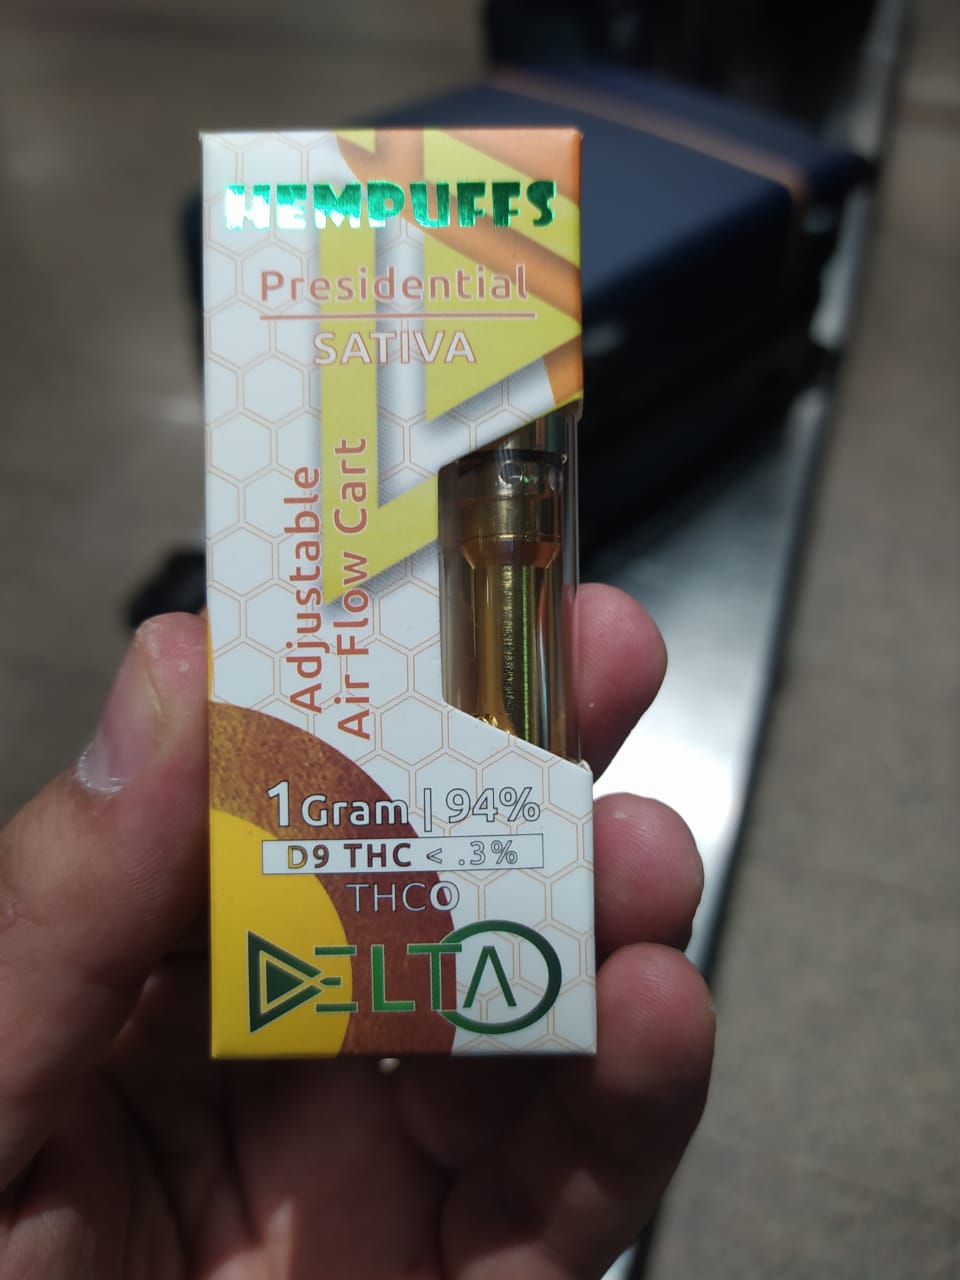 HEMPUFFS
Presidential
SATIVA
Adjustable
Air Flow Cart
1 Gram | 94%
D9 THC < .3%
THCO
DELTA